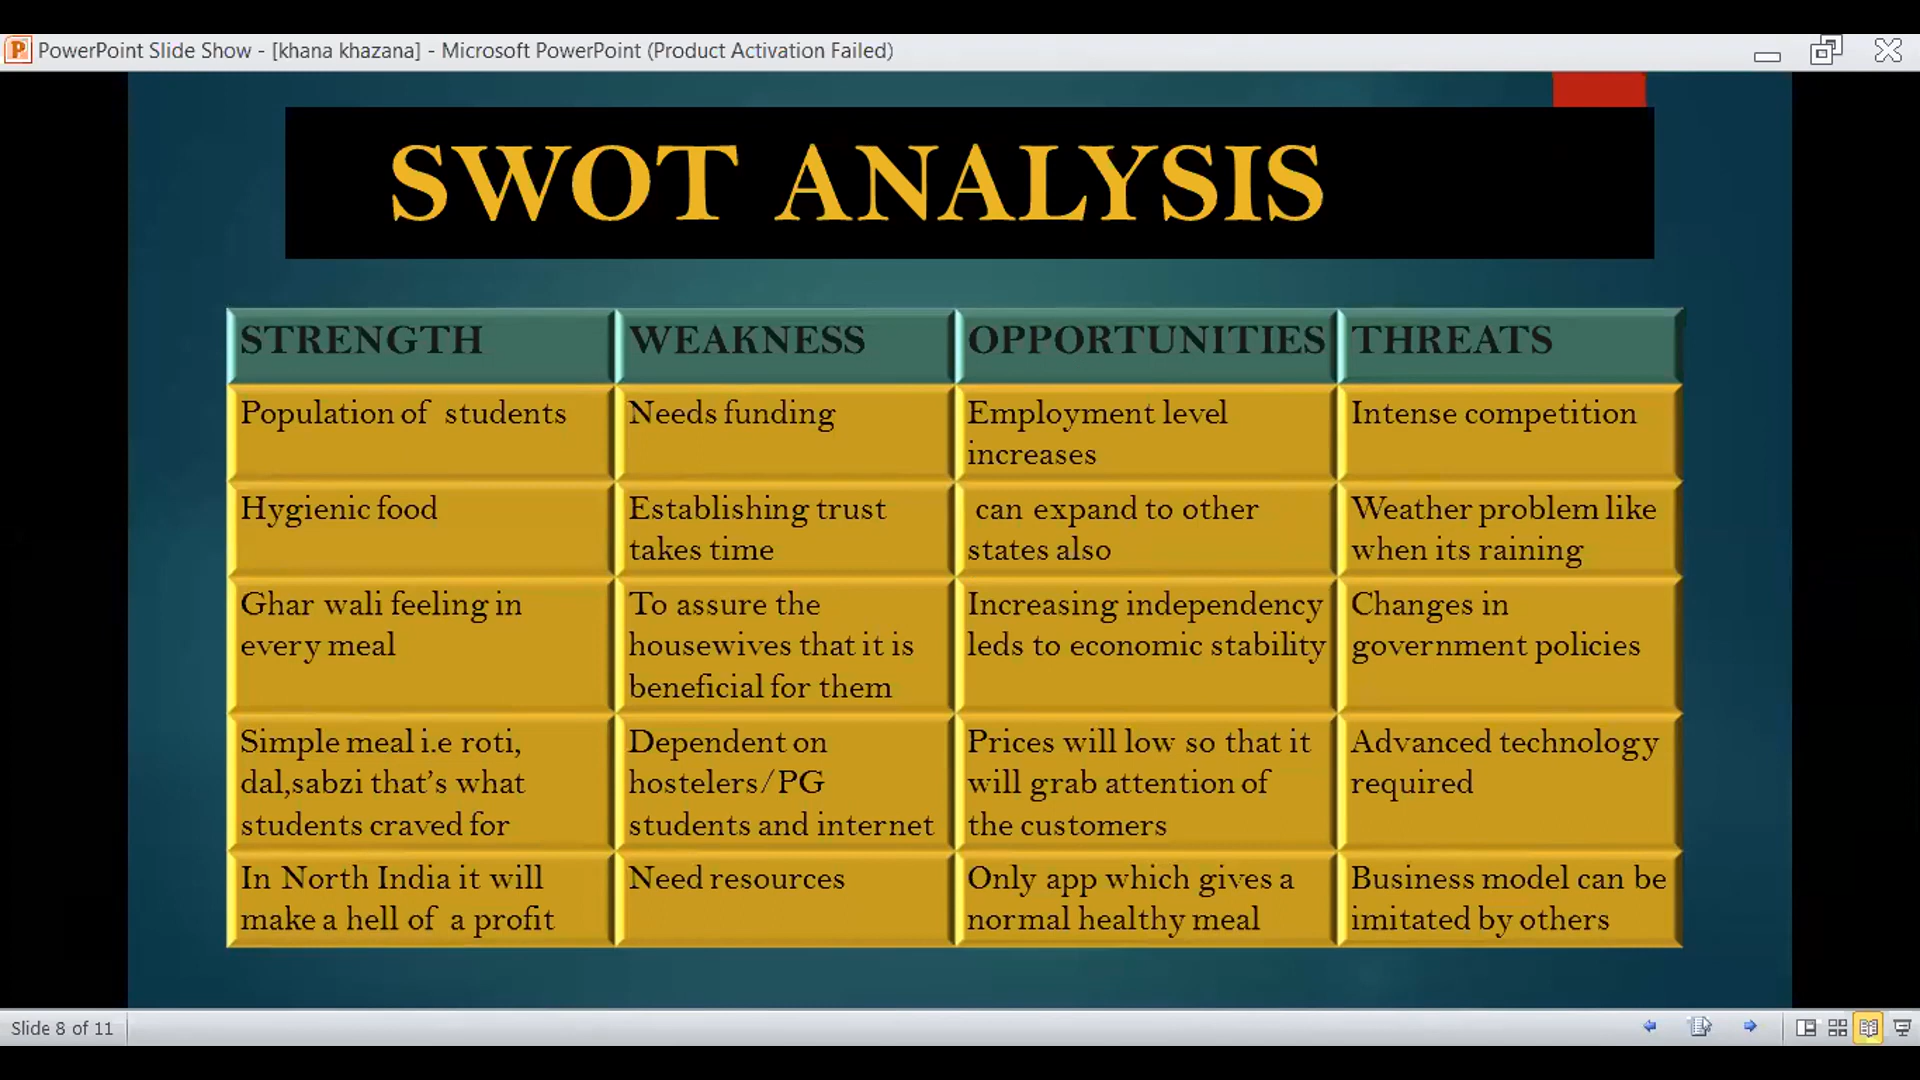 PowerPoint Slide Show - [khana khazana] - Microsoft PowerPoint (Product Activation Failed)
SWOT ANALYSIS
STRENGTH WEAKNESS OPPORTUNITIES THREATS
Population of students
Needs funding
Employment level
increases
Intense competition
Hygienic food
Establishing trust
takes time
can expand to other
states also
Weather problem like
when its raining
Ghar wali feeling in
every meal
To assure the
housewives that it is
beneficial for them
Increasing independency
leds to economic stability
Changes in
government policies
Simple meal i.e roti,
dal,sabzi that's what
students craved for
Dependent on
hostelers/PG
students and internet
Prices will low so that it
will grab attention of
the customers
Advanced technology
required
In North India it will
make a hell of a profit
Need resources
Only app which gives a
normal healthy meal
Business model can be
imitated by others
Slide 8 of 11